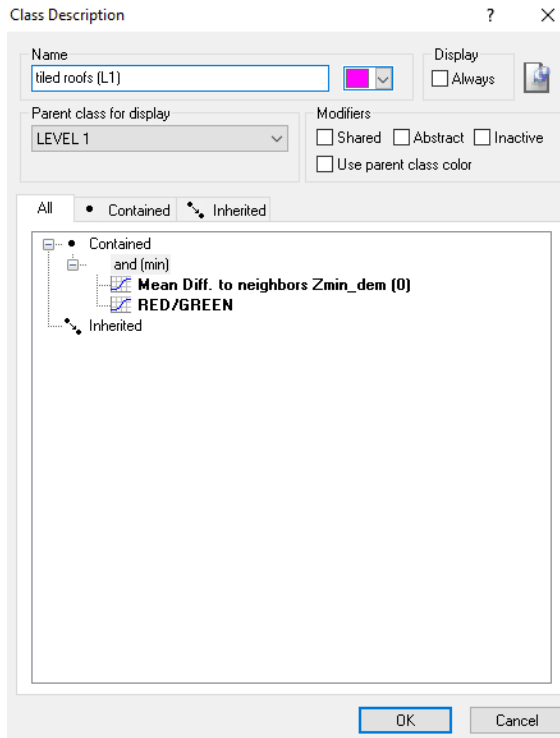 Class Description ? ×
Name
tiled roofs (L1)
Display
Always
Parent class for display
LEVEL 1
Modifiers
Shared Abstract Inactive
Use parent class color
All Contained Inherited
Contained
and (min)
Mean Diff. to neighbors Zmin_dem (0)
RED/GREEN
Inherited
OK Cancel